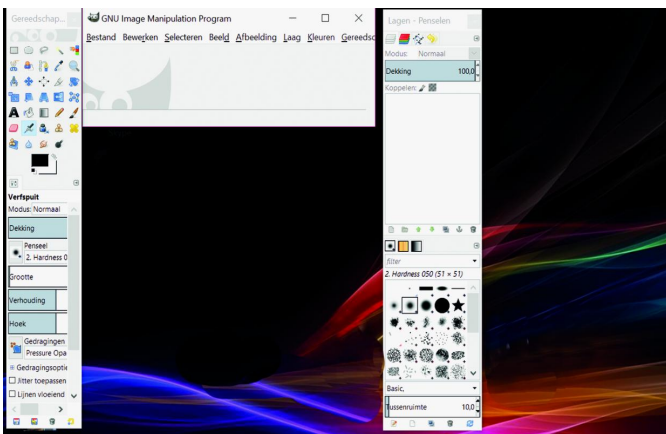 Gereedschap...
GNU Image Manipulation Program
Bestand Bewerken Selecteren Beeld Afbeelding Laag Kleuren Gereedsc
Verfspuit
Modus: Normaal
Dekking
Penseel
2. Hardness 0
Grootte
Verhouding
Hoek
Gedragingen
Pressure Opa
Gedragingsoptie
Jitter toepassen
Lijnen vloeiend
Lagen - Penselen
Modus: Normaal
Dekking 100,0
Koppelen:
filter
2. Hardness 050 (51 × 51)
Basic,
Tussenruimte 10,0